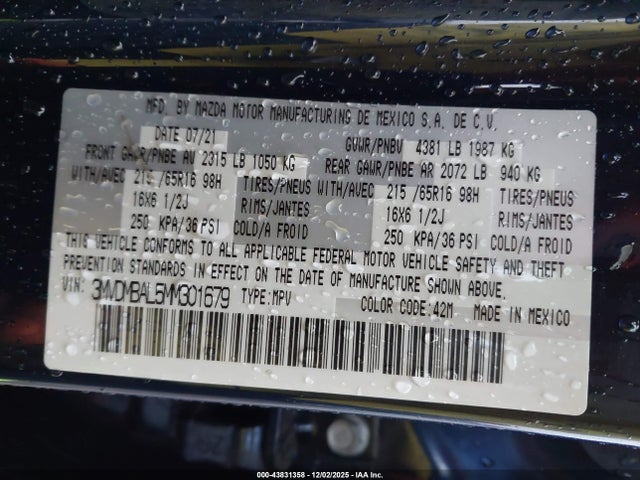 MFD. BY MAZDA MOTOR MANUFACTURING DE MEXICO S.A. DE C.V.
DATE 07/21 GVWR/PNBV 4381 LB 1987 KG
FRONT GAWR/PNBE AV 2315 LB 1050 KG REAR GAWR/PNBE AR 2072 LB 940 KG
WITH/AVEC 215 /65R16 98H TIRES/PNEUS WITH/AVEC 215 /65R16 98H TIRES/PNEUS
16X6 1/2J RIMS/JANTES 16X6 1/2J RIMS/JANTES
250 KPA/36 PSI COLD/A FROID 250 KPA/36 PSI COLD/A FROID
THIS VEHICLE CONFORMS TO ALL APPLICABLE FEDERAL MOTOR VEHICLE SAFETY AND THEFT
PREVENTION STANDARDS IN EFFECT ON THE DATE OF MANUFACTURE SHOWN ABOVE.
VIN: 3MVDMBAL5MM301679 TYPE:MPV COLOR CODE:42M MADE IN MEXICO
000-43831358 - 12/02/2025 - IAA Inc.